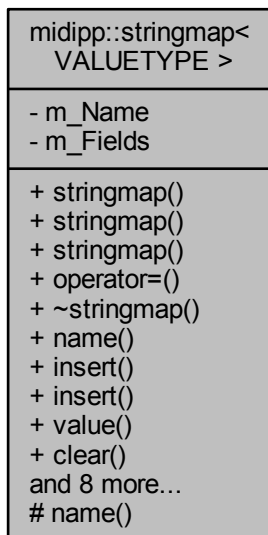 midipp::stringmap<
VALUETYPE >
- m_Name
- m_Fields
+ stringmap()
+ stringmap()
+ stringmap()
+ operator=()
+ ~stringmap()
+ name()
+ insert()
+ insert()
+ value()
+ clear()
and 8 more...
# name()